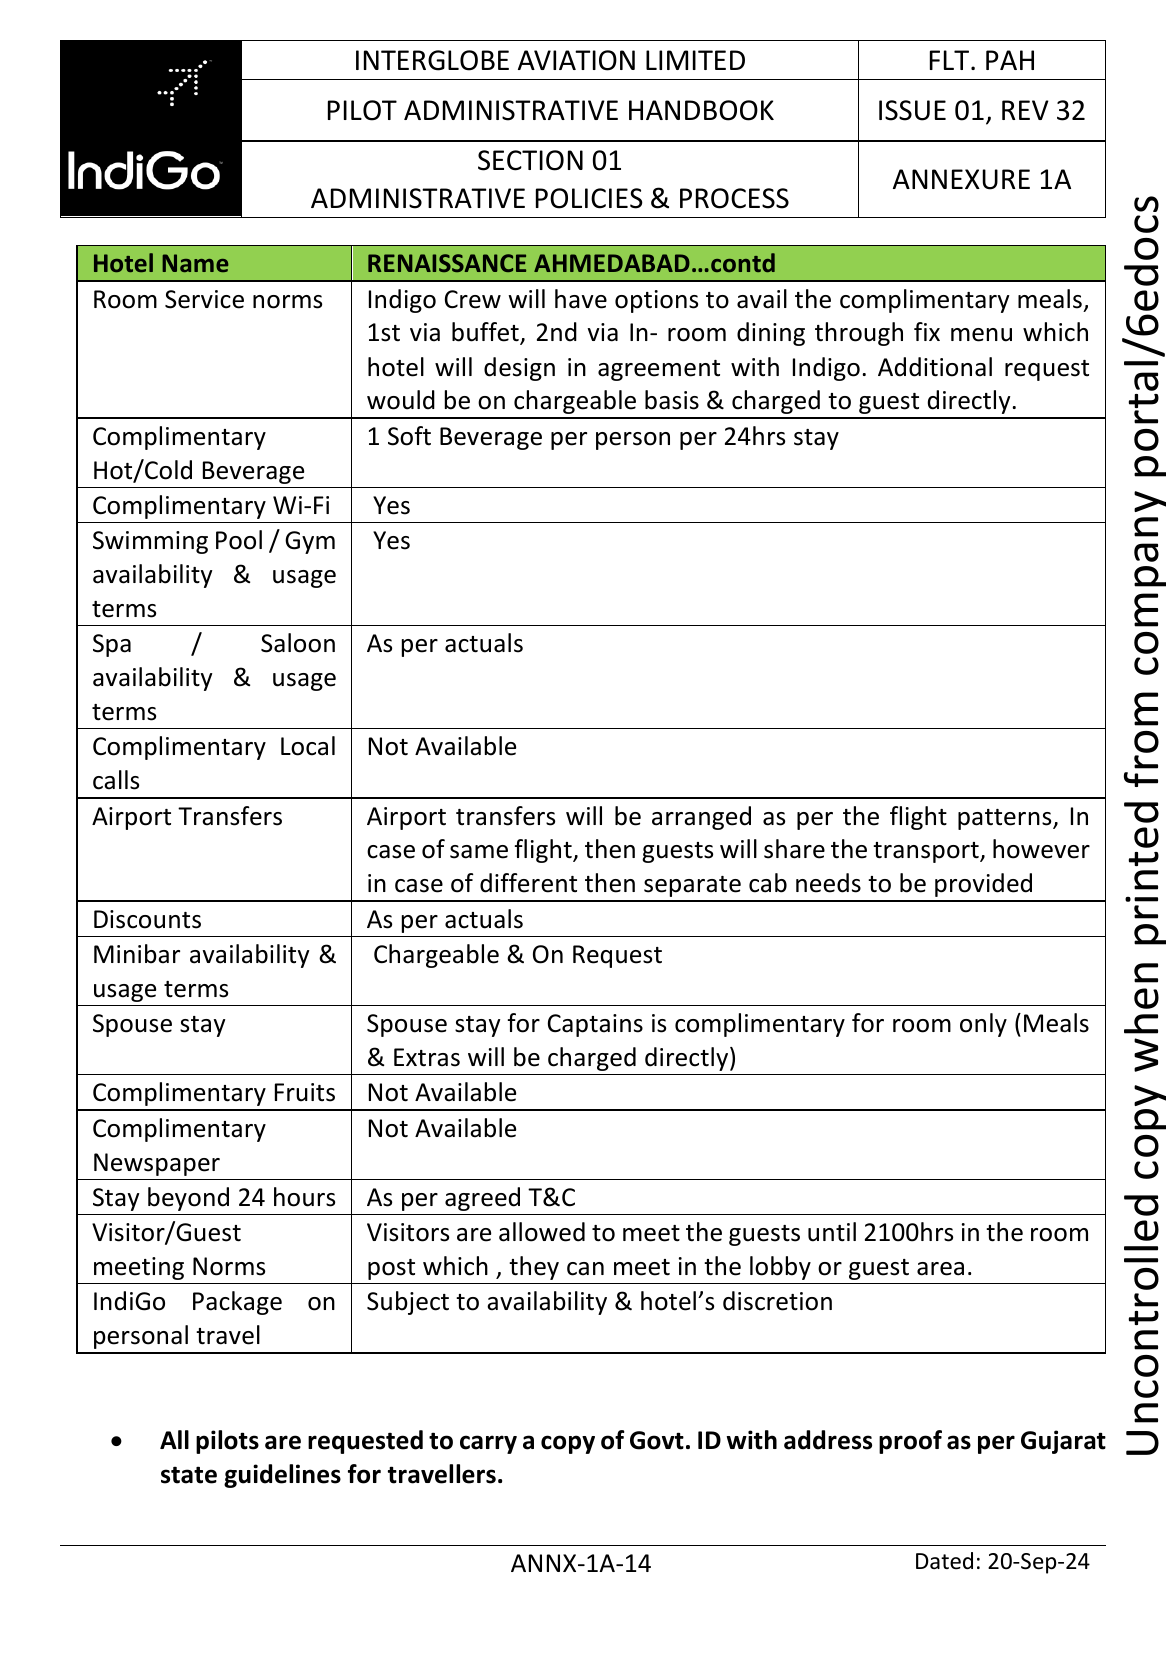 IndiGo
INTERGLOBE AVIATION LIMITED
FLT. PAH
PILOT ADMINISTRATIVE HANDBOOK
ISSUE 01, REV 32
SECTION 01
ADMINISTRATIVE POLICIES & PROCESS
ANNEXURE 1A
Hotel Name
RENAISSANCE AHMEDABAD...contd
Room Service norms
Indigo Crew will have options to avail the complimentary meals,
1st via buffet, 2nd via In- room dining through fix menu which
hotel will design in agreement with Indigo. Additional request
would be on chargeable basis & charged to guest directly.
Complimentary
Hot/Cold Beverage
1 Soft Beverage per person per 24hrs stay
Complimentary Wi-Fi
Yes
Swimming Pool / Gym
availability & usage
terms
Yes
Spa / Saloon
availability & usage
terms
As per actuals
Complimentary Local
calls
Not Available
Airport Transfers
Airport transfers will be arranged as per the flight patterns, In
case of same flight, then guests will share the transport, however
in case of different then separate cab needs to be provided
Discounts
As per actuals
Minibar availability &
usage terms
Chargeable & On Request
Spouse stay
Spouse stay for Captains is complimentary for room only (Meals
& Extras will be charged directly)
Complimentary Fruits
Not Available
Complimentary
Newspaper
Not Available
Stay beyond 24 hours
As per agreed T&C
Visitor/Guest
meeting Norms
Visitors are allowed to meet the guests until 2100hrs in the room
post which , they can meet in the lobby or guest area.
IndiGo Package on
personal travel
Subject to availability & hotel's discretion
• All pilots are requested to carry a copy of Govt. ID with address proof as per Gujarat
state guidelines for travellers.
ANNX-1A-14
Dated: 20-Sep-24
Uncontrolled copy when printed from company portal/6edocs